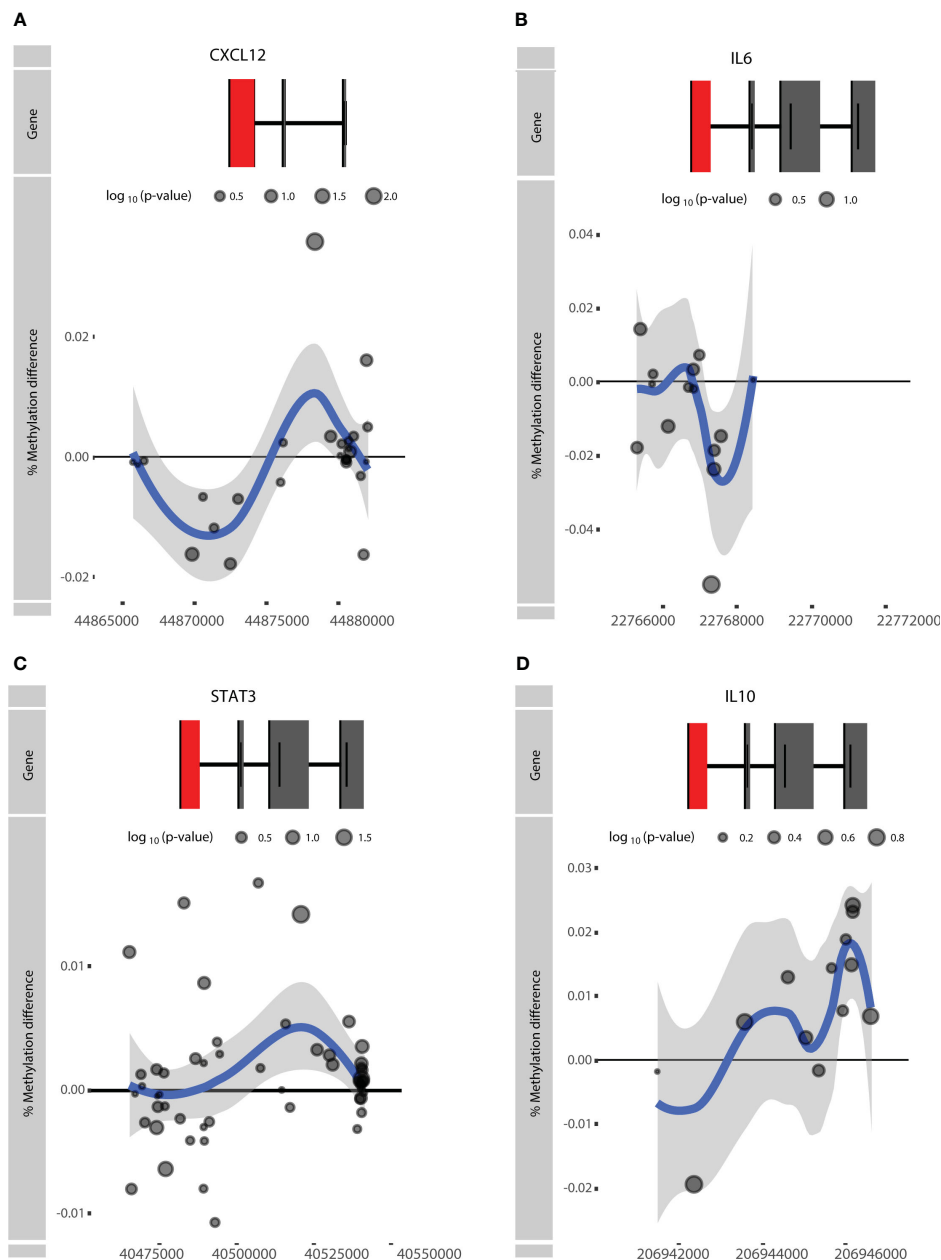 A
CXCL12
Gene
log 10 (p-value) 0.5 1.0 1.5 2.0
% Methylation difference
0.02
0.00
-0.02
44865000 44870000 44875000 44880000
B
IL6
Gene
log 10 (p-value) 0.5 1.0
% Methylation difference
0.04
0.02
0.00
-0.02
-0.04
22766000 22768000 22770000 22772000
C
STAT3
Gene
log 10 (p-value) 0.5 1.0 1.5
% Methylation difference
0.01
0.00
-0.01
40475000 40500000 40525000 40550000
D
IL10
Gene
log 10 (p-value) 0.2 0.4 0.6 0.8
% Methylation difference
0.03
0.02
0.01
0.00
-0.01
-0.02
206942000 206944000 206946000